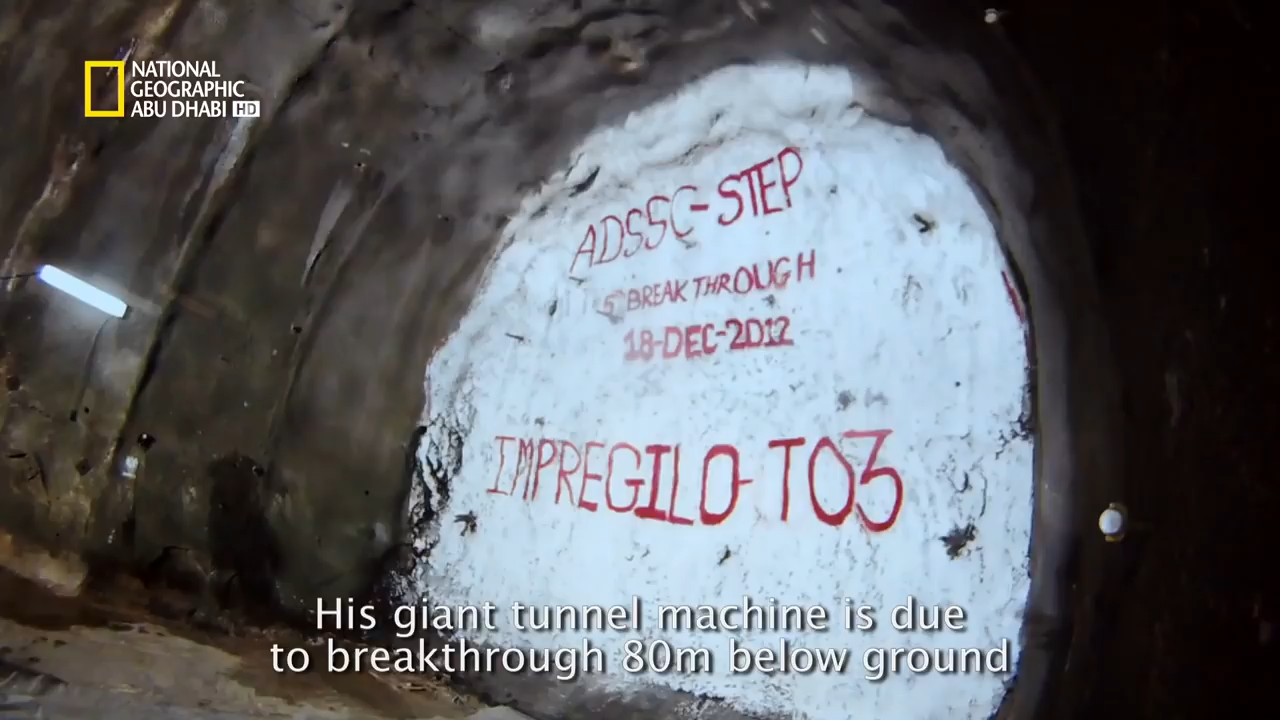 NATIONAL
GEOGRAPHIC
ABU DHABI HD
ADSSC-STEP
5° BREAKTHROUGH
18-DEC-2012
IMPREGILO-T03
His giant tunnel machine is due
to breakthrough 80m below ground